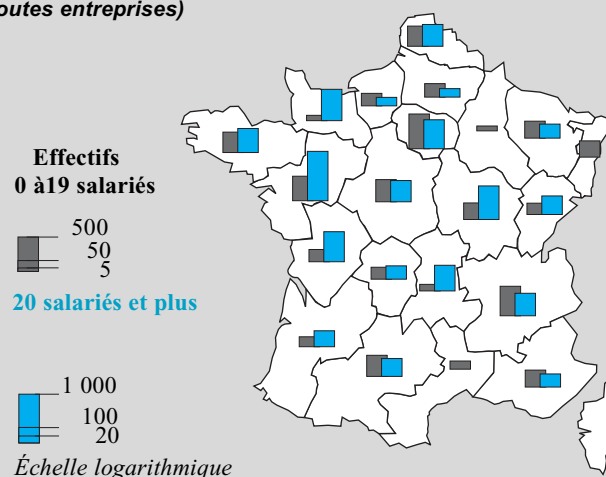 outes entreprises)
Effectifs
0 à19 salariés
500
50
5
20 salariés et plus
1 000
100
20
Échelle logarithmique